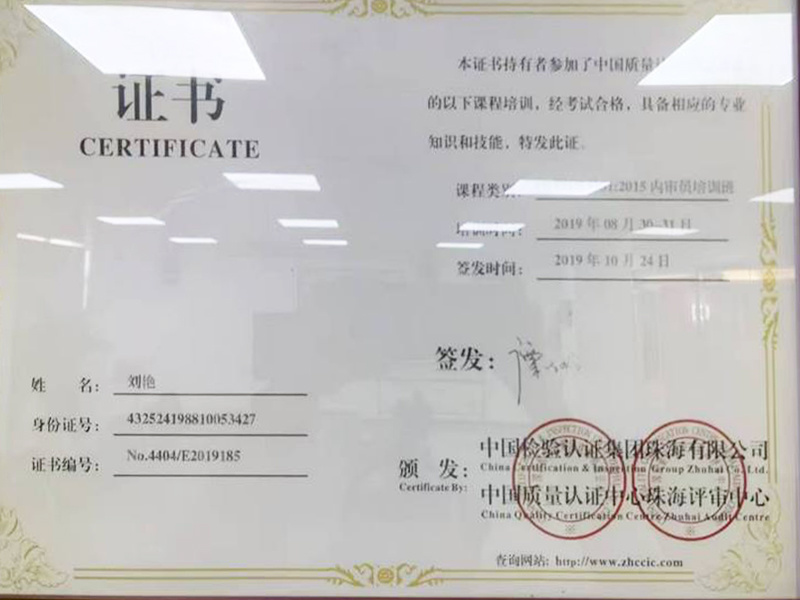 证书
CERTIFICATE
本证书持有者参加了中国质量
的以下课程培训，经考试合格，具备相应的专业
知识和技能，特发此证。
课程类别: :2015 内审员培训班
培训时间: 2019 年 08 月 30-31 日
签发时间: 2019 年 10 月 24 日
签发:
姓 名: 刘艳
身份证号: 432524198810053427
证书编号: No.4404/E2019185
颁 发: 中国检验认证集团珠海有限公司
Certificate By: China Certification & Inspection Group Zhuhai Co.Ltd.
中国质量认证中心珠海评审中心
China Quality Certification Centre Zhuhai Audit Centre
查询网站: http://www.zhccic.com